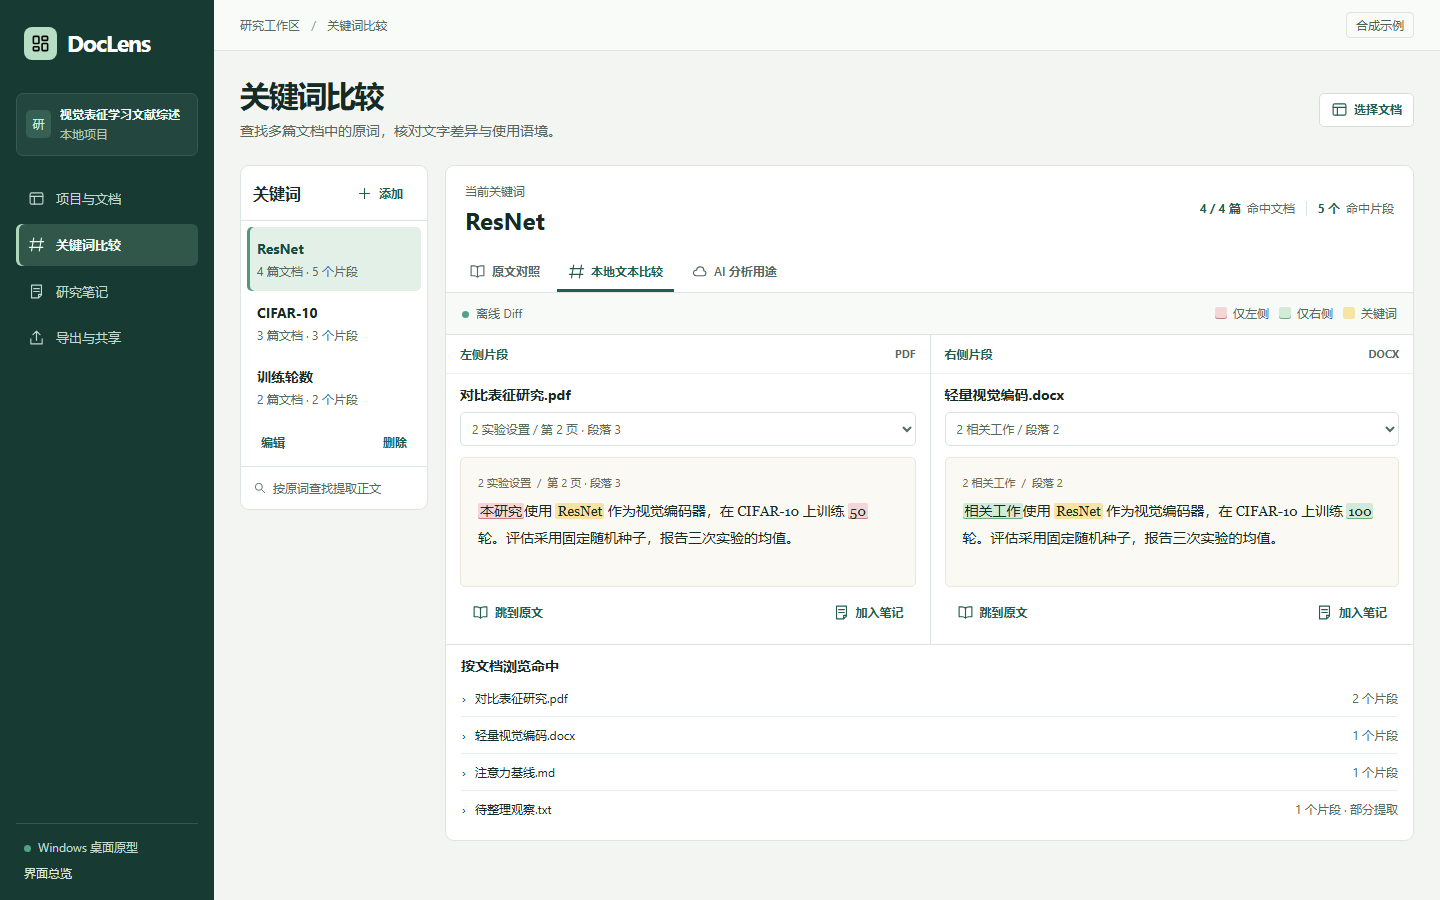 DocLens
研 视觉表征学习文献综述
本地项目
项目与文档
关键词比较
研究笔记
导出与共享
Windows 桌面原型
界面总览
研究工作区 / 关键词比较
合成示例
关键词比较
查找多篇文档中的原词，核对文字差异与使用语境。
选择文档
关键词 添加
ResNet
4 篇文档 · 5 个片段
CIFAR-10
3 篇文档 · 3 个片段
训练轮数
2 篇文档 · 2 个片段
编辑 删除
按原词查找提取正文
当前关键词
ResNet
4 / 4 篇 命中文档 5 个 命中片段
原文对照 本地文本比较 AI 分析用途
离线 Diff 仅左侧 仅右侧 关键词
左侧片段 PDF
对比表征研究.pdf
2 实验设置 / 第 2 页 · 段落 3
2 实验设置 / 第 2 页 · 段落 3
本研究使用 ResNet 作为视觉编码器，在 CIFAR-10 上训练 50
轮。评估采用固定随机种子，报告三次实验的均值。
跳到原文 加入笔记
右侧片段 DOCX
轻量视觉编码.docx
2 相关工作 / 段落 2
2 相关工作 / 段落 2
相关工作使用 ResNet 作为视觉编码器，在 CIFAR-10 上训练 100
轮。评估采用固定随机种子，报告三次实验的均值。
跳到原文 加入笔记
按文档浏览命中
› 对比表征研究.pdf 2 个片段
› 轻量视觉编码.docx 1 个片段
› 注意力基线.md 1 个片段
› 待整理观察.txt 1 个片段 · 部分提取